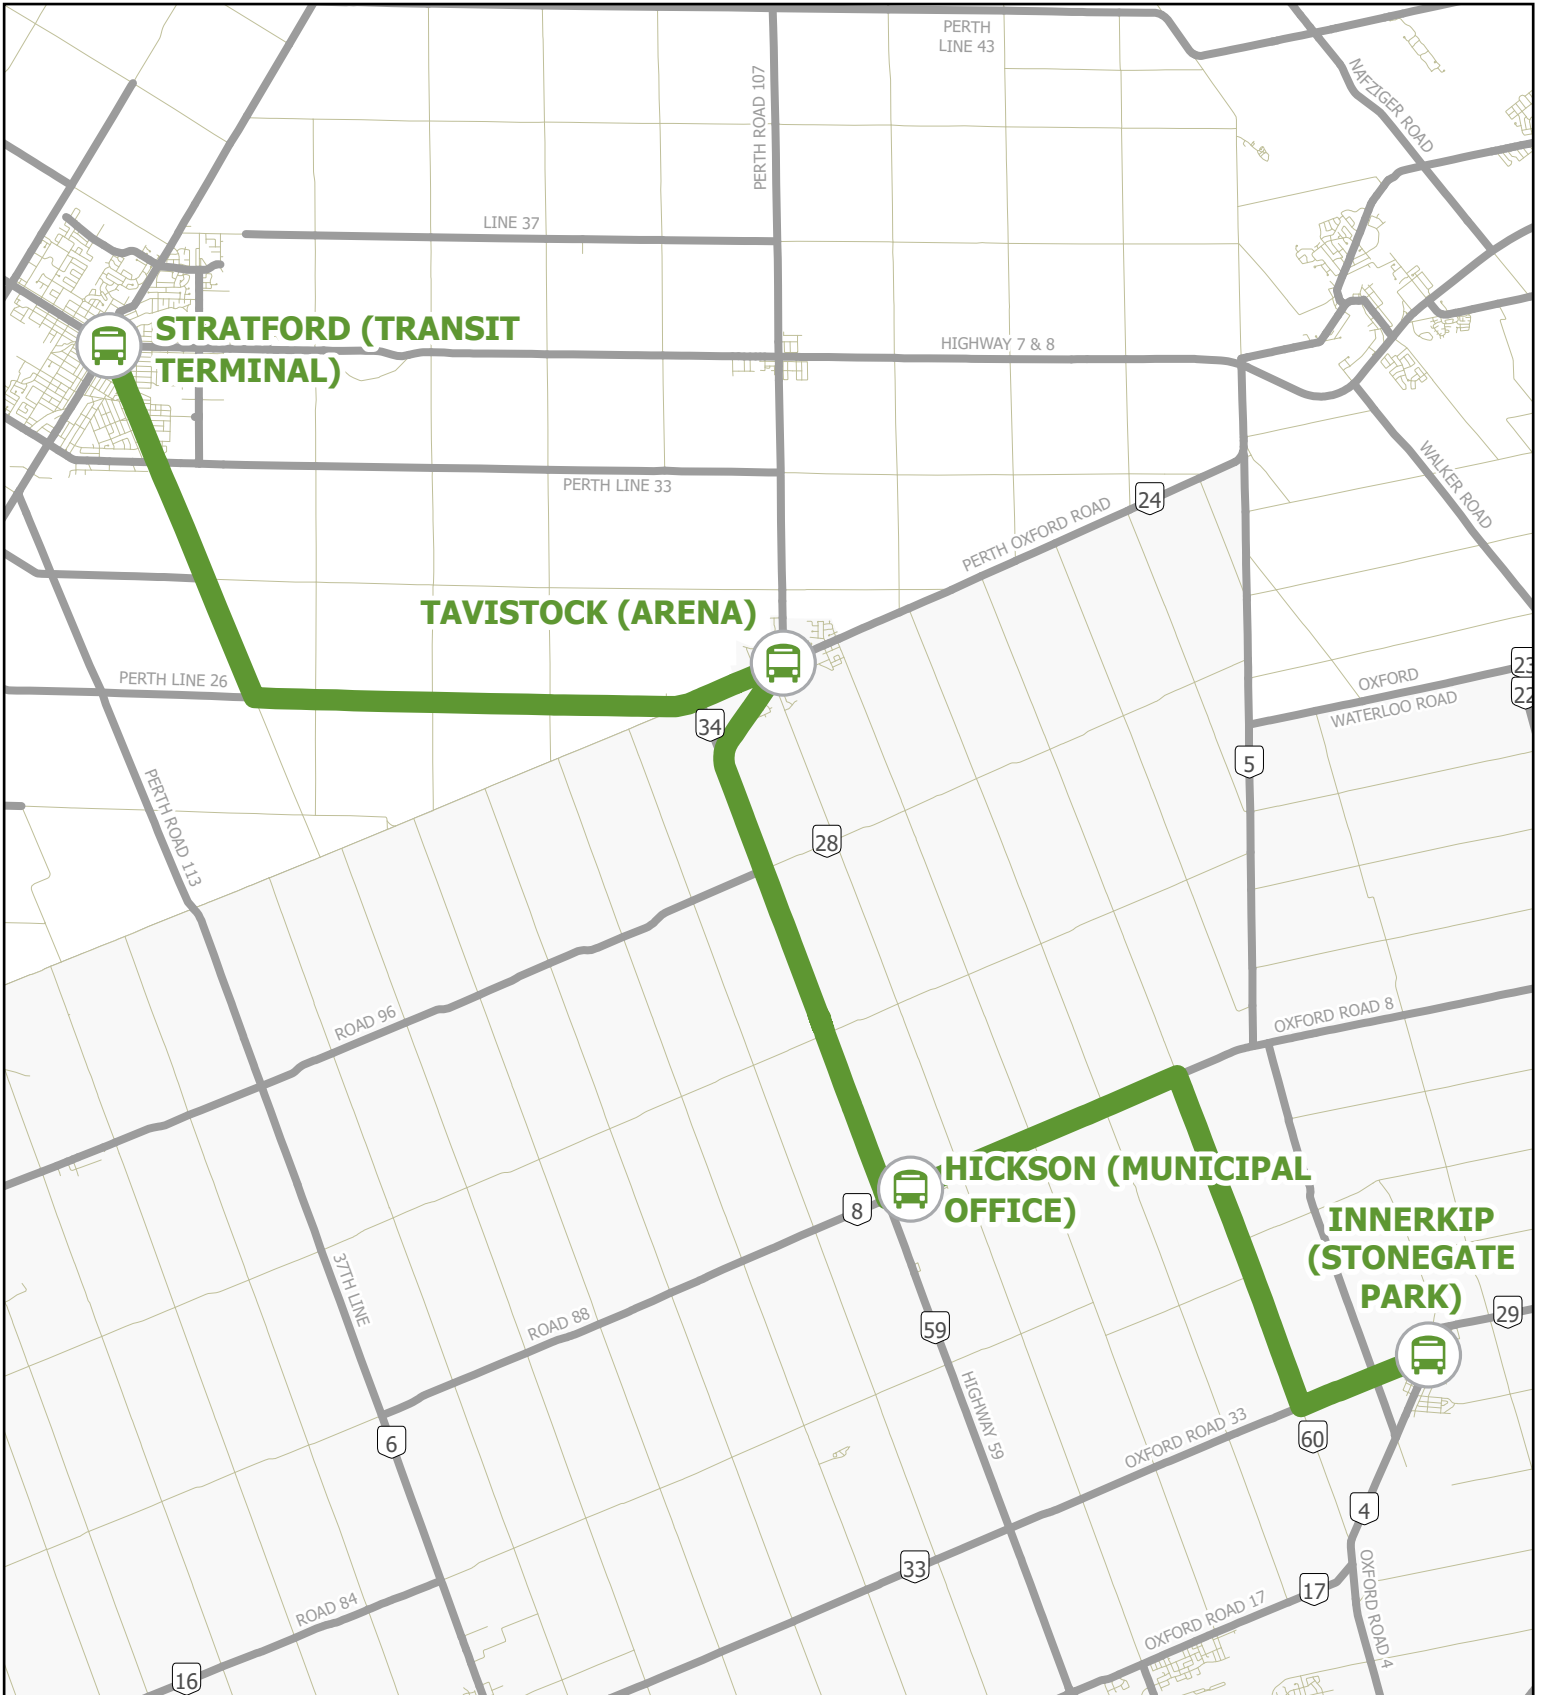 PERTH
LINE 43
NAFZIGER ROAD
PERTH ROAD 107
LINE 37
STRATFORD (TRANSIT
TERMINAL)
HIGHWAY 7 & 8
PERTH LINE 33
WALKER ROAD
24
PERTH OXFORD ROAD
TAVISTOCK (ARENA)
PERTH LINE 26
34
OXFORD
WATERLOO ROAD
23
22
5
PERTH ROAD 113
28
ROAD 96
OXFORD ROAD 8
HICKSON (MUNICIPAL
OFFICE)
8
INNERKIP
(STONEGATE
PARK)
29
37TH LINE
ROAD 88
59
HIGHWAY 59
6
OXFORD ROAD 33
60
4
33
17
OXFORD ROAD 17
OXFORD ROAD 4
ROAD 84
16